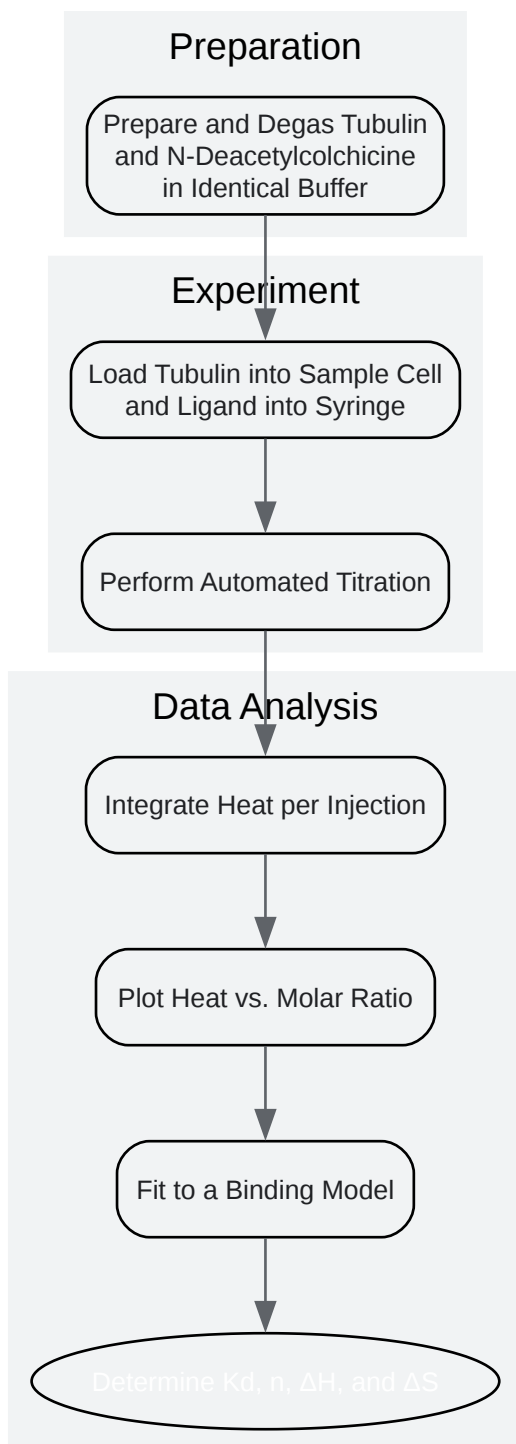 Preparation
Prepare and Degas Tubulin
and N-Deacetylcolchicine
in Identical Buffer
Experiment
Load Tubulin into Sample Cell
and Ligand into Syringe
Perform Automated Titration
Data Analysis
Integrate Heat per Injection
Plot Heat vs. Molar Ratio
Fit to a Binding Model
Determine Kd, n, ΔH, and ΔS